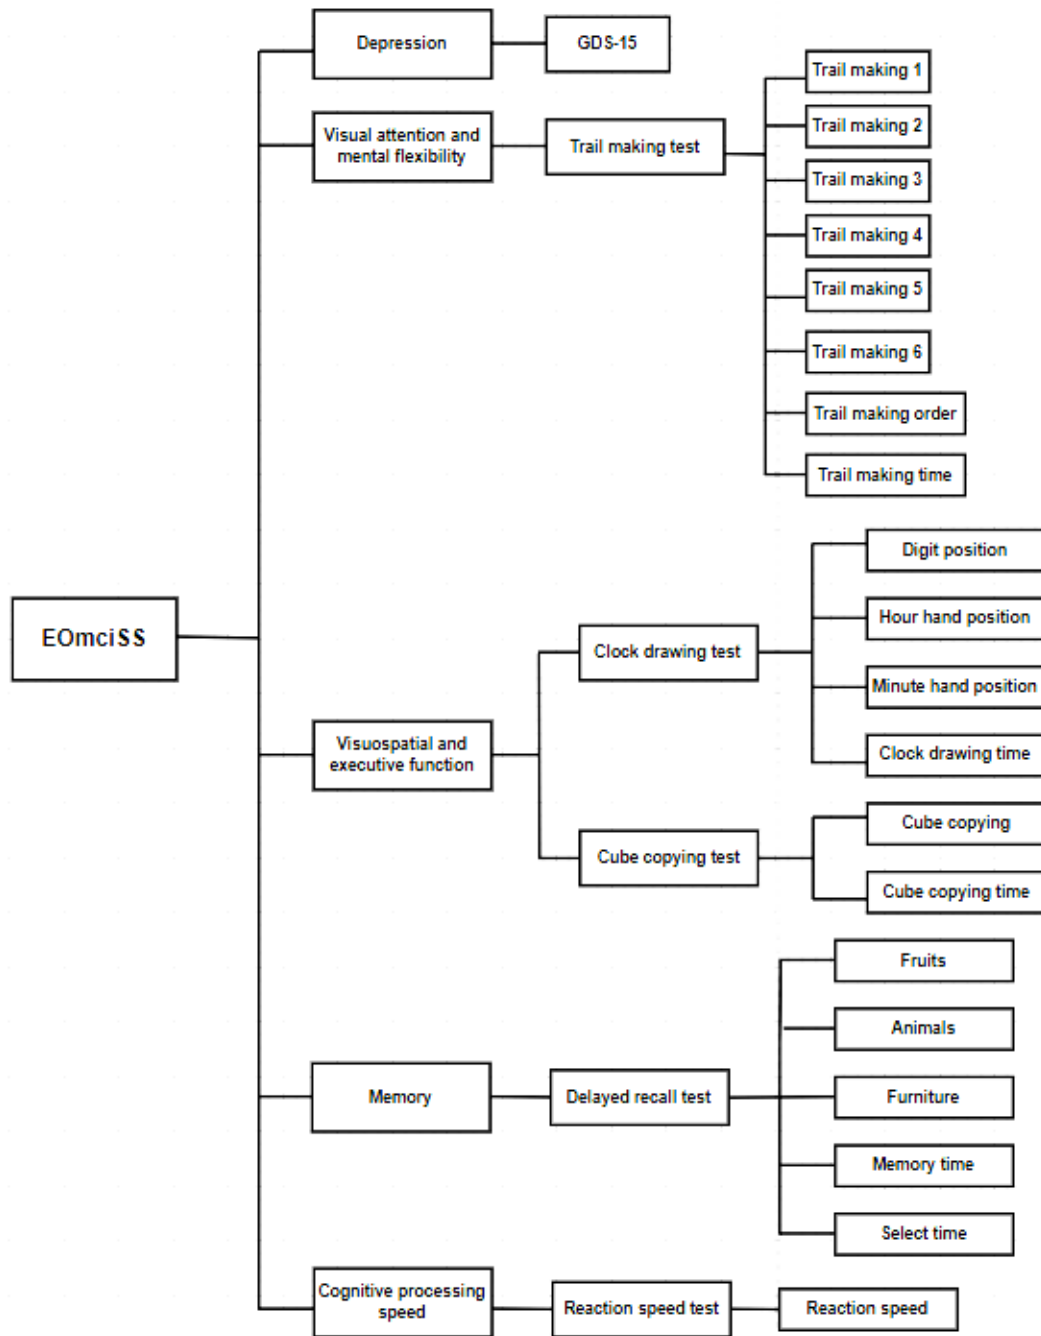 Depression
GDS-15
Trail making 1
Visual attention and
mental flexibility
Trail making test
Trail making 2
Trail making 3
Trail making 4
Trail making 5
Trail making 6
Trail making order
Trail making time
EOmciSS
Visuospatial and
executive function
Clock drawing test
Digit position
Hour hand position
Minute hand position
Clock drawing time
Cube copying test
Cube copying
Cube copying time
Memory
Delayed recall test
Fruits
Animals
Furniture
Memory time
Select time
Cognitive processing
speed
Reaction speed test
Reaction speed